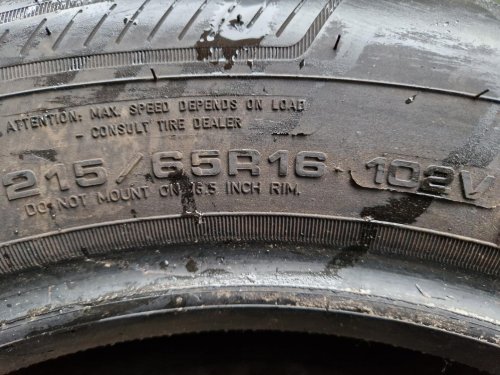 ATTENTION: MAX. SPEED DEPENDS ON LOAD
- CONSULT TIRE DEALER
215/65R16 102V
DO NOT MOUNT ON 16.5 INCH RIM.